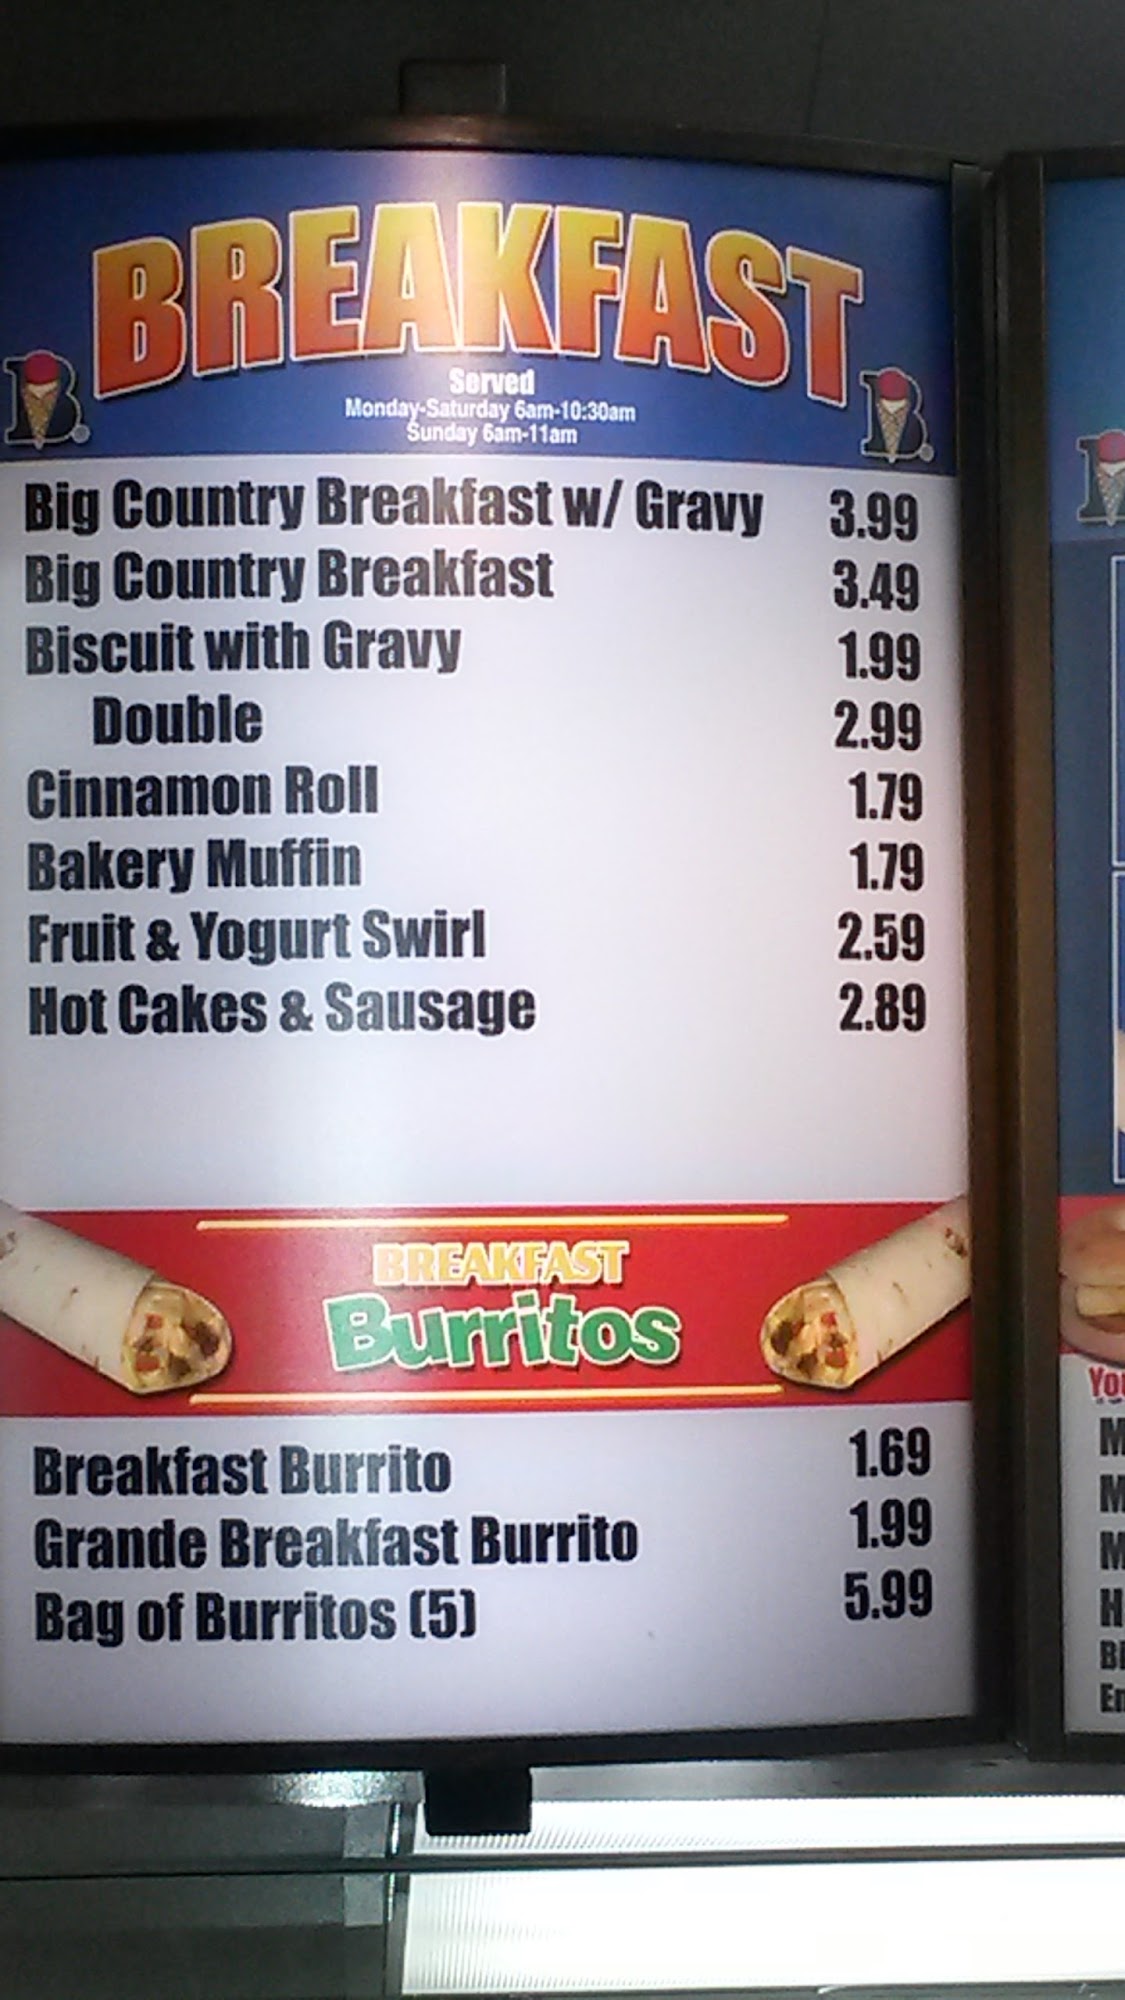 BREAKFAST
Served
Monday-Saturday 6am-10:30am
Sunday 6am-11am
B® B®
Big Country Breakfast w/ Gravy 3.99
Big Country Breakfast 3.49
Biscuit with Gravy 1.99
Double 2.99
Cinnamon Roll 1.79
Bakery Muffin 1.79
Fruit & Yogurt Swirl 2.59
Hot Cakes & Sausage 2.89
BREAKFAST
Burritos
Breakfast Burrito 1.69
Grande Breakfast Burrito 1.99
Bag of Burritos (5) 5.99